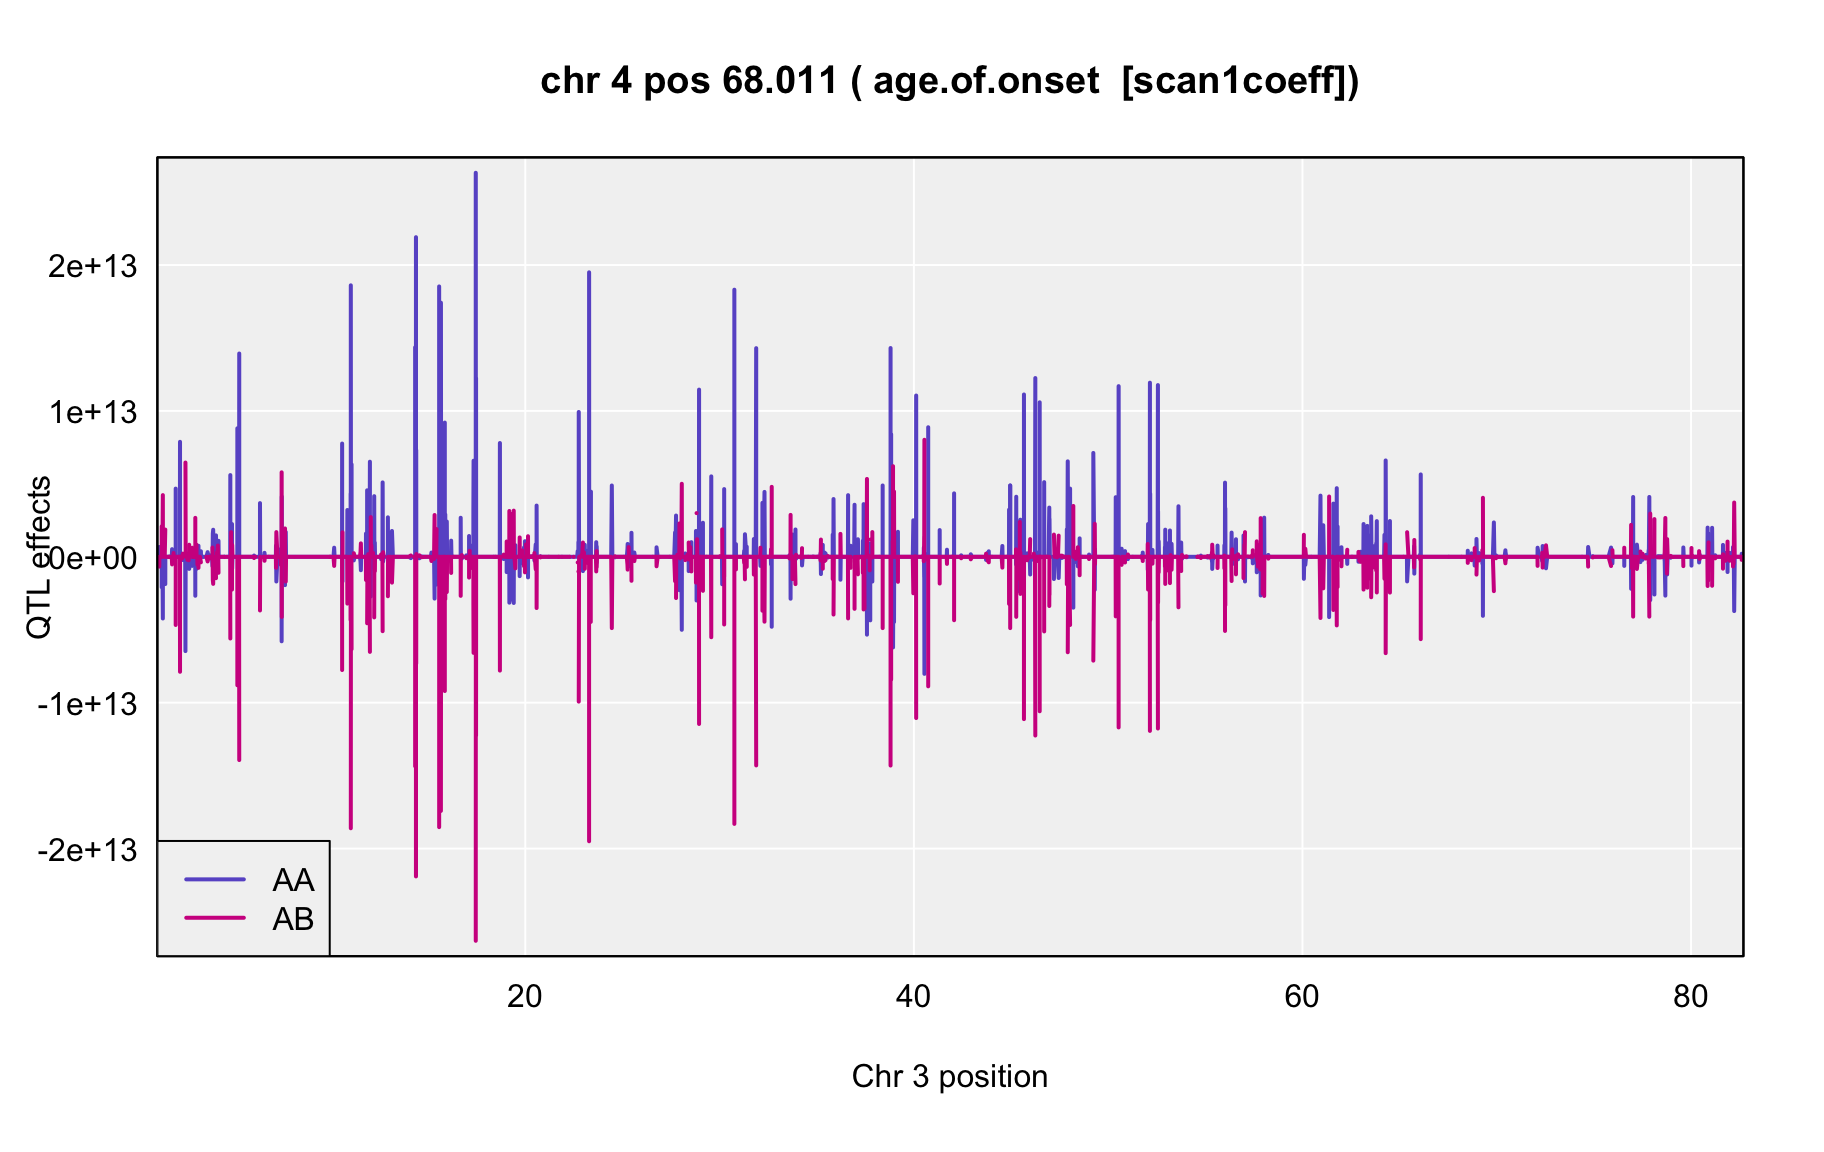 chr 4 pos 68.011 ( age.of.onset  [scan1coeff])
QTL effects
2e+13
1e+13
0e+00
-1e+13
-2e+13
AA
AB
20 40 60 80
Chr 3 position